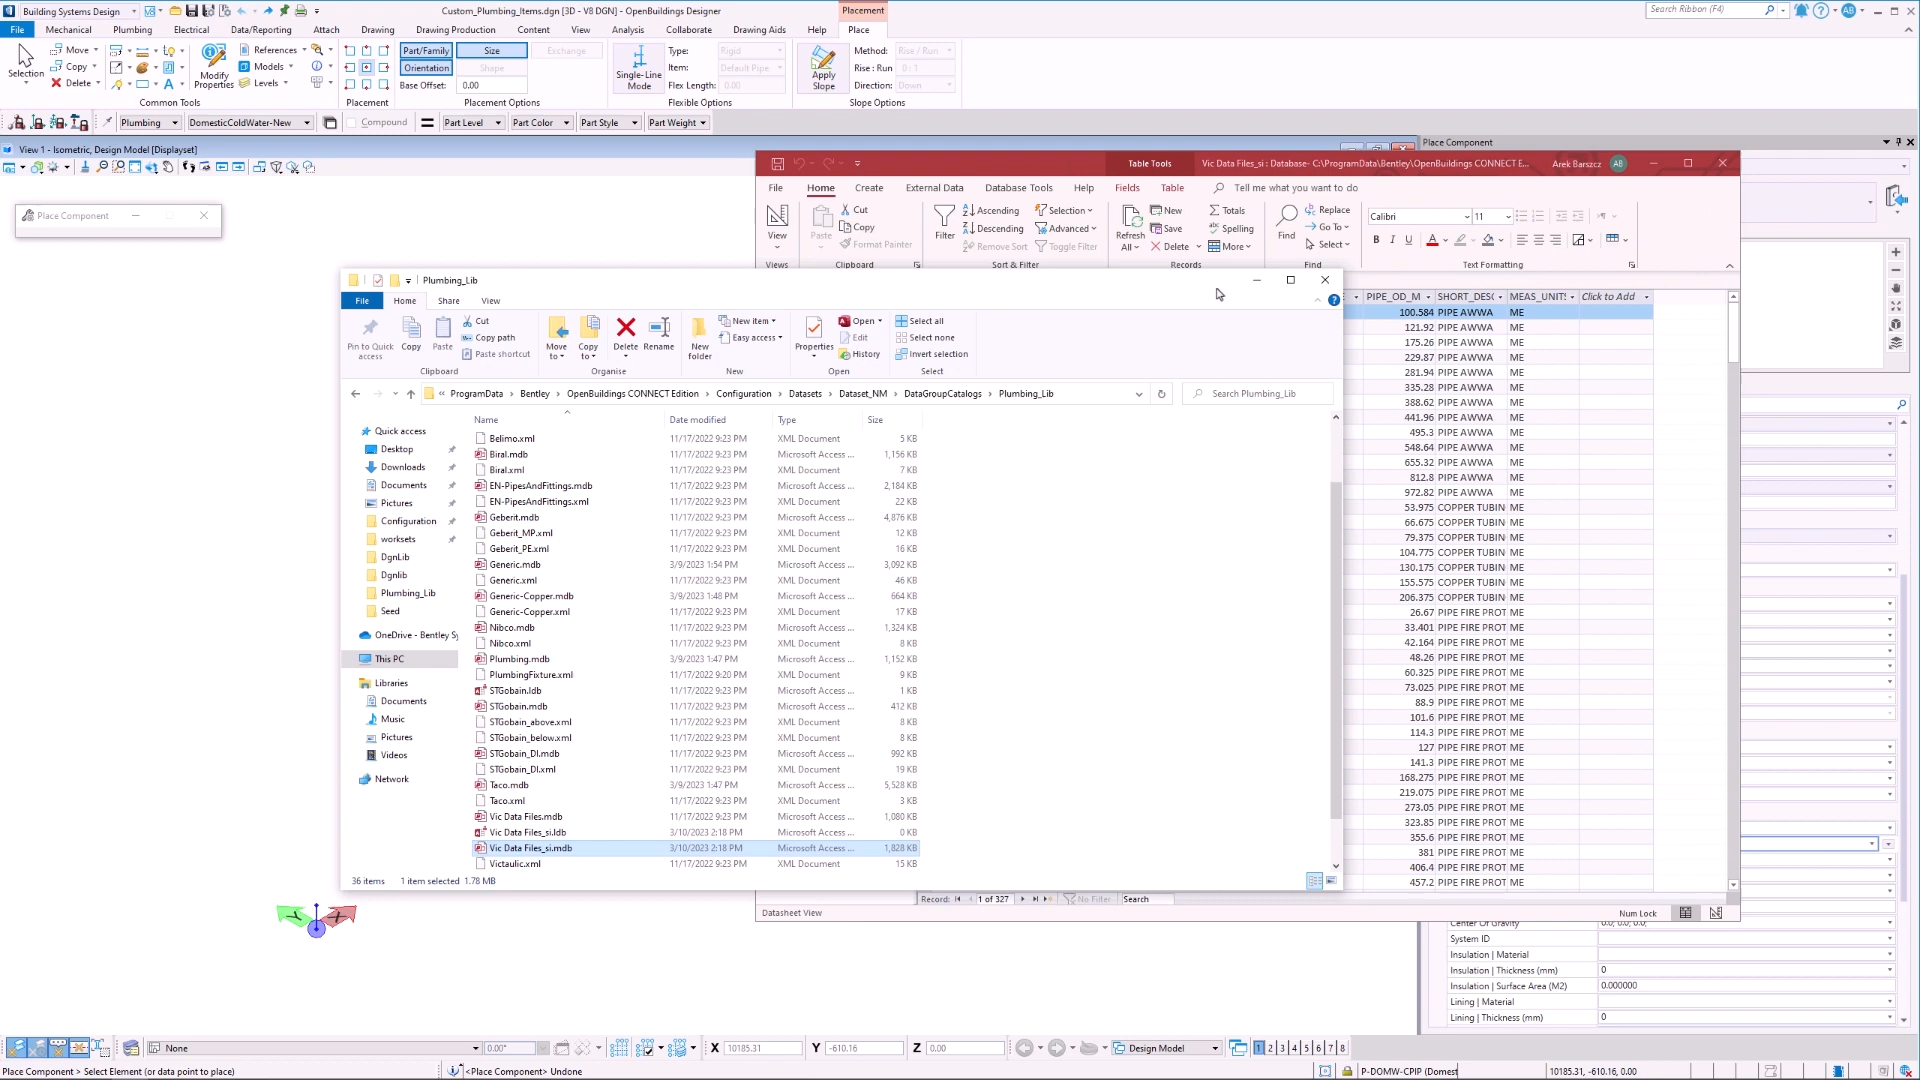 Building Systems Design
Custom_Plumbing_Items.dgn [3D - V8 DGN] - OpenBuildings Designer
Placement
Search Ribbon (F4)
AB
File Mechanical Plumbing Electrical Data/Reporting Attach Drawing Drawing Production Content View Analysis Collaborate Drawing Aids Help Place
Selection
Move
Copy
Delete
Modify Properties
References
Models
Levels
Common Tools
Placement
Part/Family Size Exchange
Orientation Shape
Base Offset: 0.00
Placement Options
Single-Line Mode
Type: Rigid
Item: Default Pipe
Flex Length: 0.00
Flexible Options
Apply Slope
Method: Rise / Run
Rise : Run 0 : 1
Direction: Down
Slope Options
Plumbing DomesticColdWater-New Compound Part Level Part Color Part Style Part Weight
View 1 - Isometric, Design Model [Displayset]
Place Component
Place Component
Table Tools Vic Data Files_si : Database- C:\ProgramData\Bentley\OpenBuildings CONNECT E... Arek Barszcz AB
File Home Create External Data Database Tools Help Fields Table Tell me what you want to do
View
Views
Paste
Cut
Copy
Format Painter
Clipboard
Filter
Ascending
Descending
Remove Sort
Selection
Advanced
Toggle Filter
Sort & Filter
Refresh All
New
Save
Delete
Totals
Spelling
More
Records
Find
Replace
Go To
Select
Find
Calibri 11
B I U A
Text Formatting
Plumbing_Lib
File Home Share View
Pin to Quick access
Copy
Paste
Cut
Copy path
Paste shortcut
Clipboard
Move to
Copy to
Delete
Rename
Organise
New folder
New item
Easy access
New
Properties
Open
Edit
History
Open
Select all
Select none
Invert selection
Select
« ProgramData › Bentley › OpenBuildings CONNECT Edition › Configuration › Datasets › Dataset_NM › DataGroupCatalogs › Plumbing_Lib
Search Plumbing_Lib
Quick access
Desktop
Downloads
Documents
Pictures
Configuration
worksets
DgnLib
Dgnlib
Plumbing_Lib
Seed
OneDrive - Bentley Sy
This PC
Libraries
Documents
Music
Pictures
Videos
Network
Name Date modified Type Size
Belimo.xml 11/17/2022 9:23 PM XML Document 5 KB
Biral.mdb 11/17/2022 9:23 PM Microsoft Access ... 1,156 KB
Biral.xml 11/17/2022 9:23 PM XML Document 7 KB
EN-PipesAndFittings.mdb 11/17/2022 9:23 PM Microsoft Access ... 2,184 KB
EN-PipesAndFittings.xml 11/17/2022 9:23 PM XML Document 22 KB
Geberit.mdb 11/17/2022 9:23 PM Microsoft Access ... 4,876 KB
Geberit_MP.xml 11/17/2022 9:23 PM XML Document 12 KB
Geberit_PE.xml 11/17/2022 9:23 PM XML Document 16 KB
Generic.mdb 3/9/2023 1:54 PM Microsoft Access ... 3,092 KB
Generic.xml 11/17/2022 9:23 PM XML Document 46 KB
Generic-Copper.mdb 3/9/2023 1:48 PM Microsoft Access ... 664 KB
Generic-Copper.xml 11/17/2022 9:23 PM XML Document 17 KB
Nibco.mdb 11/17/2022 9:23 PM Microsoft Access ... 1,324 KB
Nibco.xml 11/17/2022 9:23 PM XML Document 8 KB
Plumbing.mdb 3/9/2023 1:47 PM Microsoft Access ... 1,152 KB
PlumbingFixture.xml 11/17/2022 9:20 PM XML Document 9 KB
STGobain.ldb 11/17/2022 9:23 PM Microsoft Access ... 1 KB
STGobain.mdb 11/17/2022 9:23 PM Microsoft Access ... 412 KB
STGobain_above.xml 11/17/2022 9:23 PM XML Document 8 KB
STGobain_below.xml 11/17/2022 9:23 PM XML Document 8 KB
STGobain_DI.mdb 11/17/2022 9:23 PM Microsoft Access ... 992 KB
STGobain_DI.xml 11/17/2022 9:23 PM XML Document 19 KB
Taco.mdb 3/9/2023 1:47 PM Microsoft Access ... 5,528 KB
Taco.xml 11/17/2022 9:23 PM XML Document 3 KB
Vic Data Files.mdb 11/17/2022 9:23 PM Microsoft Access ... 1,080 KB
Vic Data Files_si.ldb 3/10/2023 2:18 PM Microsoft Access ... 0 KB
Vic Data Files_si.mdb 3/10/2023 2:18 PM Microsoft Access ... 1,828 KB
Victaulic.xml 11/17/2022 9:23 PM XML Document 15 KB
36 items 1 item selected 1.78 MB
PIPE_OD_M SHORT_DESC MEAS_UNITS Click to Add
100.584 PIPE AWWA ME
121.92 PIPE AWWA ME
175.26 PIPE AWWA ME
229.87 PIPE AWWA ME
281.94 PIPE AWWA ME
335.28 PIPE AWWA ME
388.62 PIPE AWWA ME
441.96 PIPE AWWA ME
495.3 PIPE AWWA ME
548.64 PIPE AWWA ME
655.32 PIPE AWWA ME
812.8 PIPE AWWA ME
972.82 PIPE AWWA ME
53.975 COPPER TUBIN ME
66.675 COPPER TUBIN ME
79.375 COPPER TUBIN ME
104.775 COPPER TUBIN ME
130.175 COPPER TUBIN ME
155.575 COPPER TUBIN ME
206.375 COPPER TUBIN ME
26.67 PIPE FIRE PROT ME
33.401 PIPE FIRE PROT ME
42.164 PIPE FIRE PROT ME
48.26 PIPE FIRE PROT ME
60.325 PIPE FIRE PROT ME
73.025 PIPE FIRE PROT ME
88.9 PIPE FIRE PROT ME
101.6 PIPE FIRE PROT ME
114.3 PIPE FIRE PROT ME
127 PIPE FIRE PROT ME
141.3 PIPE FIRE PROT ME
168.275 PIPE FIRE PROT ME
219.075 PIPE FIRE PROT ME
273.05 PIPE FIRE PROT ME
323.85 PIPE FIRE PROT ME
355.6 PIPE FIRE PROT ME
381 PIPE FIRE PROT ME
406.4 PIPE FIRE PROT ME
457.2 PIPE FIRE PROT ME
Record: 1 of 327 No Filter Search
Datasheet View Num Lock
Center Of Gravity 0.0, 0.0, 0.0,
System ID
Insulation | Material
Insulation | Thickness (mm) 0
Insulation | Surface Area (M2) 0.000000
Lining | Material
Lining | Thickness (mm) 0
Y X
None 0.00° X 10185.31 Y -610.16 Z 0.00 Design Model 1 2 3 4 5 6 7 8
Place Component > Select Element (or data point to place) <Place Component> Undone P-DOMW-CPIP (Domest 10185.31, -610.16, 0.00